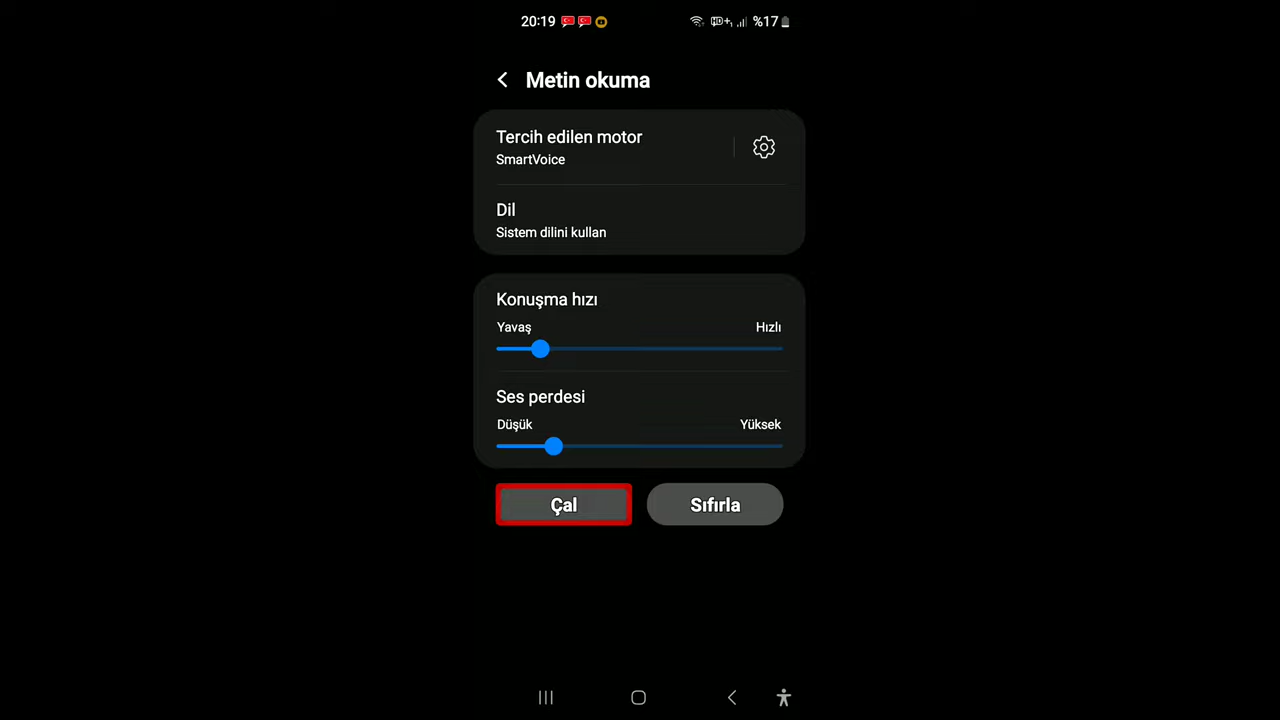 20:19 %17
Metin okuma
Tercih edilen motor
SmartVoice
Dil
Sistem dilini kullan
Konuşma hızı
Yavaş Hızlı
Ses perdesi
Düşük Yüksek
Çal Sıfırla